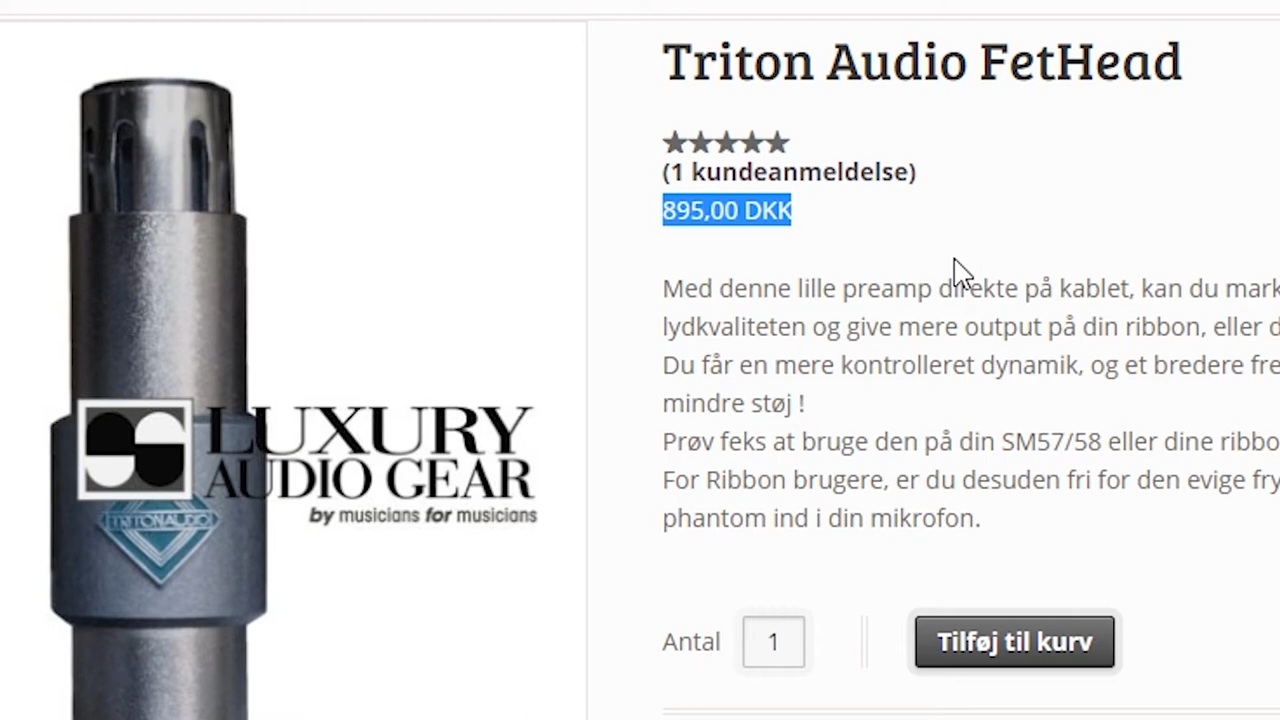 Triton Audio FetHead
(1 kundeanmeldelse)
895,00 DKK
Med denne lille preamp direkte på kablet, kan du mark
lydkvaliteten og give mere output på din ribbon, eller d
Du får en mere kontrolleret dynamik, og et bredere fre
mindre støj !
Prøv feks at bruge den på din SM57/58 eller dine ribbo
For Ribbon brugere, er du desuden fri for den evige fry
phantom ind i din mikrofon.
Antal 1 Tilføj til kurv
LUXURY
AUDIO GEAR
by musicians for musicians
TRITONAUDIO